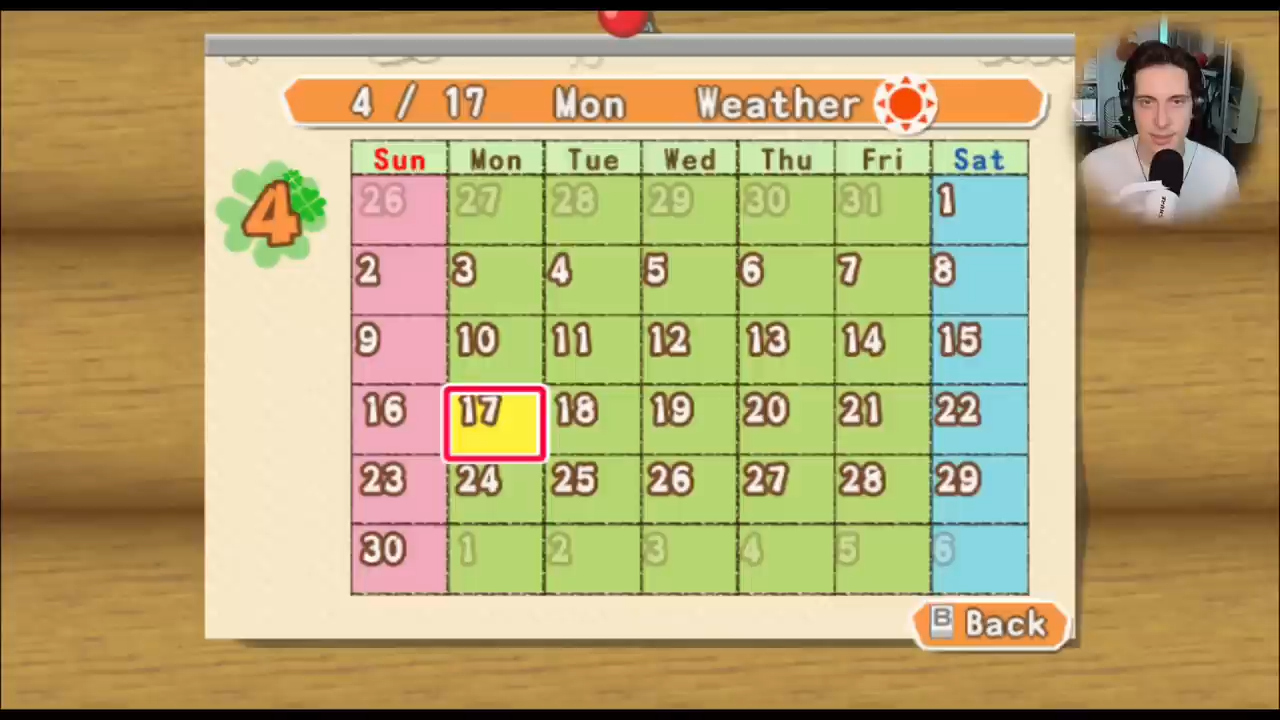 4 / 17 Mon Weather
4
Sun Mon Tue Wed Thu Fri Sat
26 27 28 29 30 31 1
2 3 4 5 6 7 8
9 10 11 12 13 14 15
16 17 18 19 20 21 22
23 24 25 26 27 28 29
30 1 2 3 4 5 6
B Back